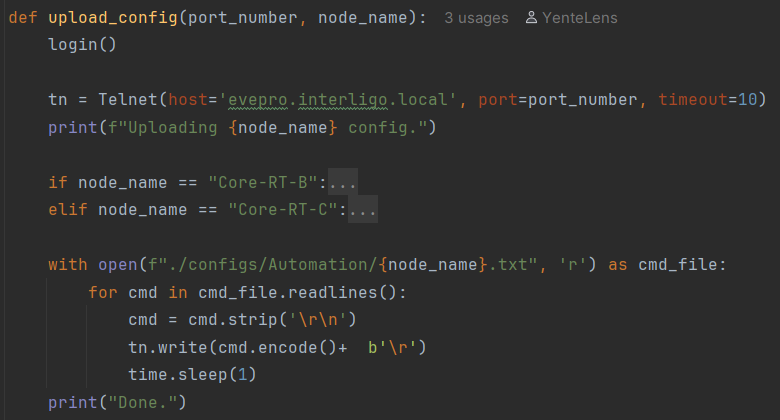 def upload_config(port_number, node_name): 3 usages YenteLens
    login()

    tn = Telnet(host='evepro.interligo.local', port=port_number, timeout=10)
    print(f"Uploading {node_name} config.")

    if node_name == "Core-RT-B":...
    elif node_name == "Core-RT-C":...

    with open(f"./configs/Automation/{node_name}.txt", 'r') as cmd_file:
        for cmd in cmd_file.readlines():
            cmd = cmd.strip('\r\n')
            tn.write(cmd.encode()+  b'\r')
            time.sleep(1)
    print("Done.")